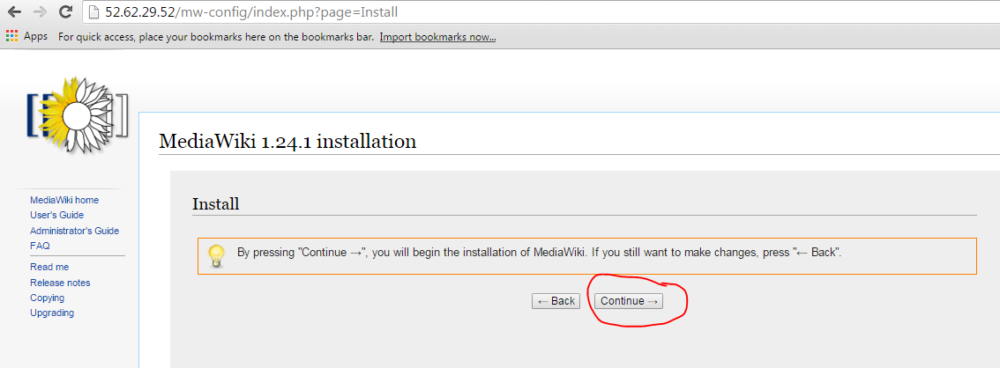 52.62.29.52/mw-config/index.php?page=Install
Apps For quick access, place your bookmarks here on the bookmarks bar. Import bookmarks now...
MediaWiki 1.24.1 installation
MediaWiki home
User's Guide
Administrator's Guide
FAQ
Read me
Release notes
Copying
Upgrading
Install
By pressing "Continue →", you will begin the installation of MediaWiki. If you still want to make changes, press "← Back".
← Back Continue →